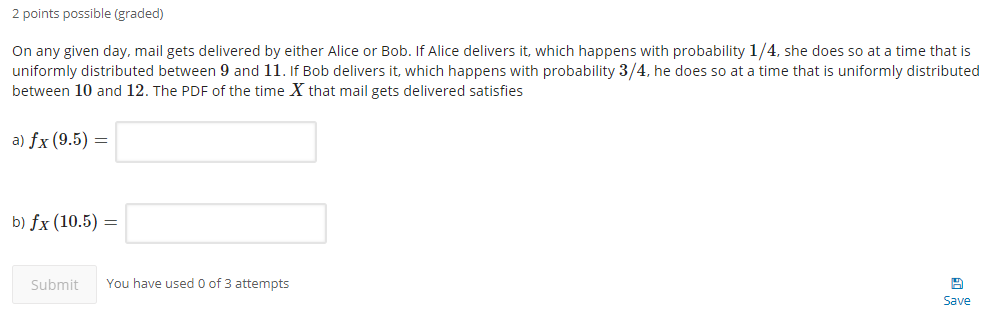 2 points possible (graded)
On any given day, mail gets delivered by either Alice or Bob. If Alice delivers it, which happens with probability 1/4, she does so at a time that is
uniformly distributed between 9 and 11. If Bob delivers it, which happens with probability 3/4, he does so at a time that is uniformly distributed
between 10 and 12. The PDF of the time X that mail gets delivered satisfies
a) fX (9.5) =
b) fX (10.5) =
Submit You have used 0 of 3 attempts
Save